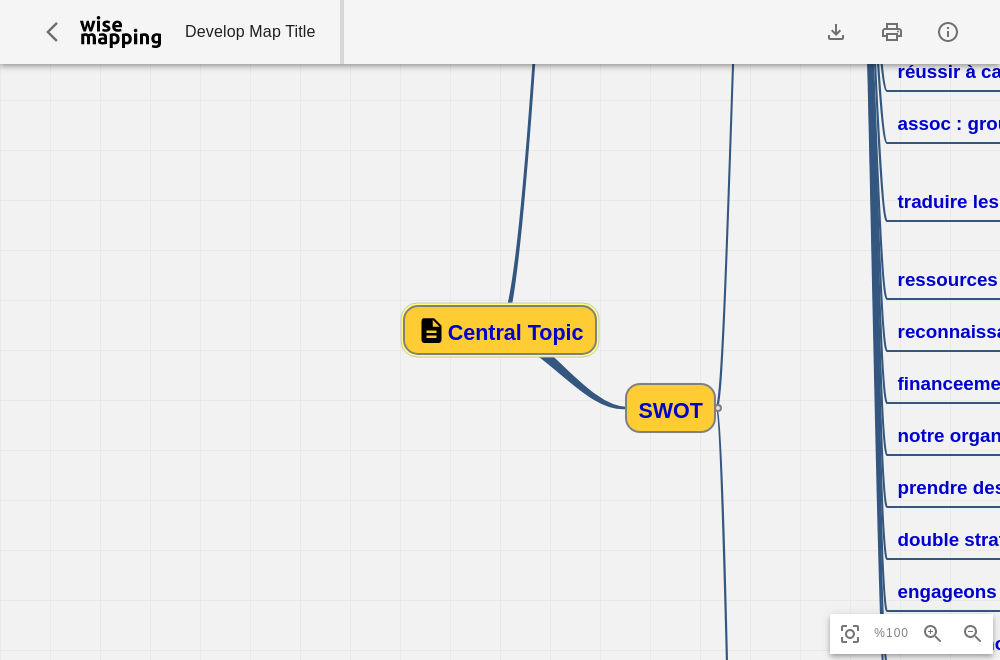 wise
mapping
Develop Map Title
réussir à ca
assoc : grou
traduire les
ressources
Central Topic
reconnaissa
financeeme
SWOT
notre organ
prendre des
double strat
engageons
%100